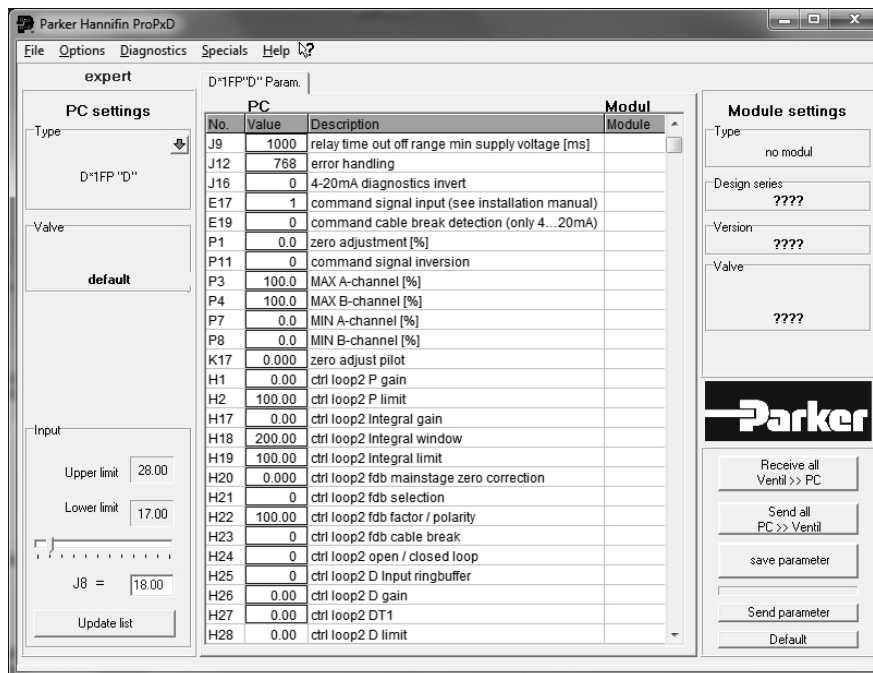 Parker Hannifin ProPxD
File Options Diagnostics Specials Help
expert
PC settings
Type
D*1FP "D"
Valve
default
Input
Upper limit 28.00
Lower limit 17.00
J8 = 18.00
Update list
D*1FP"D" Param.
PC Modul
No. Value Description Module
J9 1000 relay time out off range min supply voltage [ms]
J12 768 error handling
J16 0 4-20mA diagnostics invert
E17 1 command signal input (see installation manual)
E19 0 command cable break detection (only 4...20mA)
P1 0.0 zero adjustment [%]
P11 0 command signal inversion
P3 100.0 MAX A-channel [%]
P4 100.0 MAX B-channel [%]
P7 0.0 MIN A-channel [%]
P8 0.0 MIN B-channel [%]
K17 0.000 zero adjust pilot
H1 0.00 ctrl loop2 P gain
H2 100.00 ctrl loop2 P limit
H17 0.00 ctrl loop2 Integral gain
H18 200.00 ctrl loop2 Integral window
H19 100.00 ctrl loop2 Integral limit
H20 0.000 ctrl loop2 fdb mainstage zero correction
H21 0 ctrl loop2 fdb selection
H22 100.00 ctrl loop2 fdb factor / polarity
H23 0 ctrl loop2 fdb cable break
H24 0 ctrl loop2 open / closed loop
H25 0 ctrl loop2 D Input ringbuffer
H26 0.00 ctrl loop2 D gain
H27 0.00 ctrl loop2 DT1
H28 0.00 ctrl loop2 D limit
Module settings
Type
no modul
Design series
????
Version
????
Valve
????
Parker
Receive all
Ventil >> PC
Send all
PC >> Ventil
save parameter
Send parameter
Default